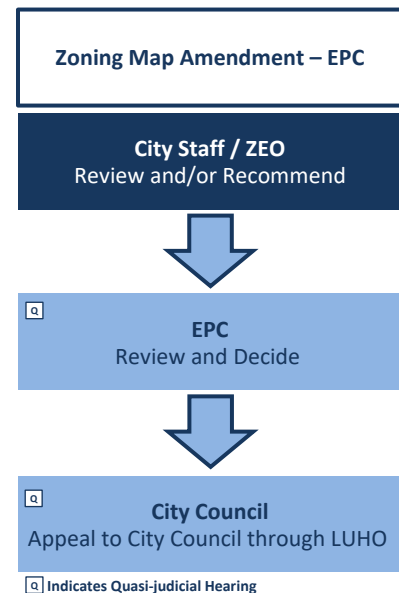 Zoning Map Amendment – EPC
City Staff / ZEO
Review and/or Recommend
Q
EPC
Review and Decide
Q
City Council
Appeal to City Council through LUHO
Q Indicates Quasi-judicial Hearing